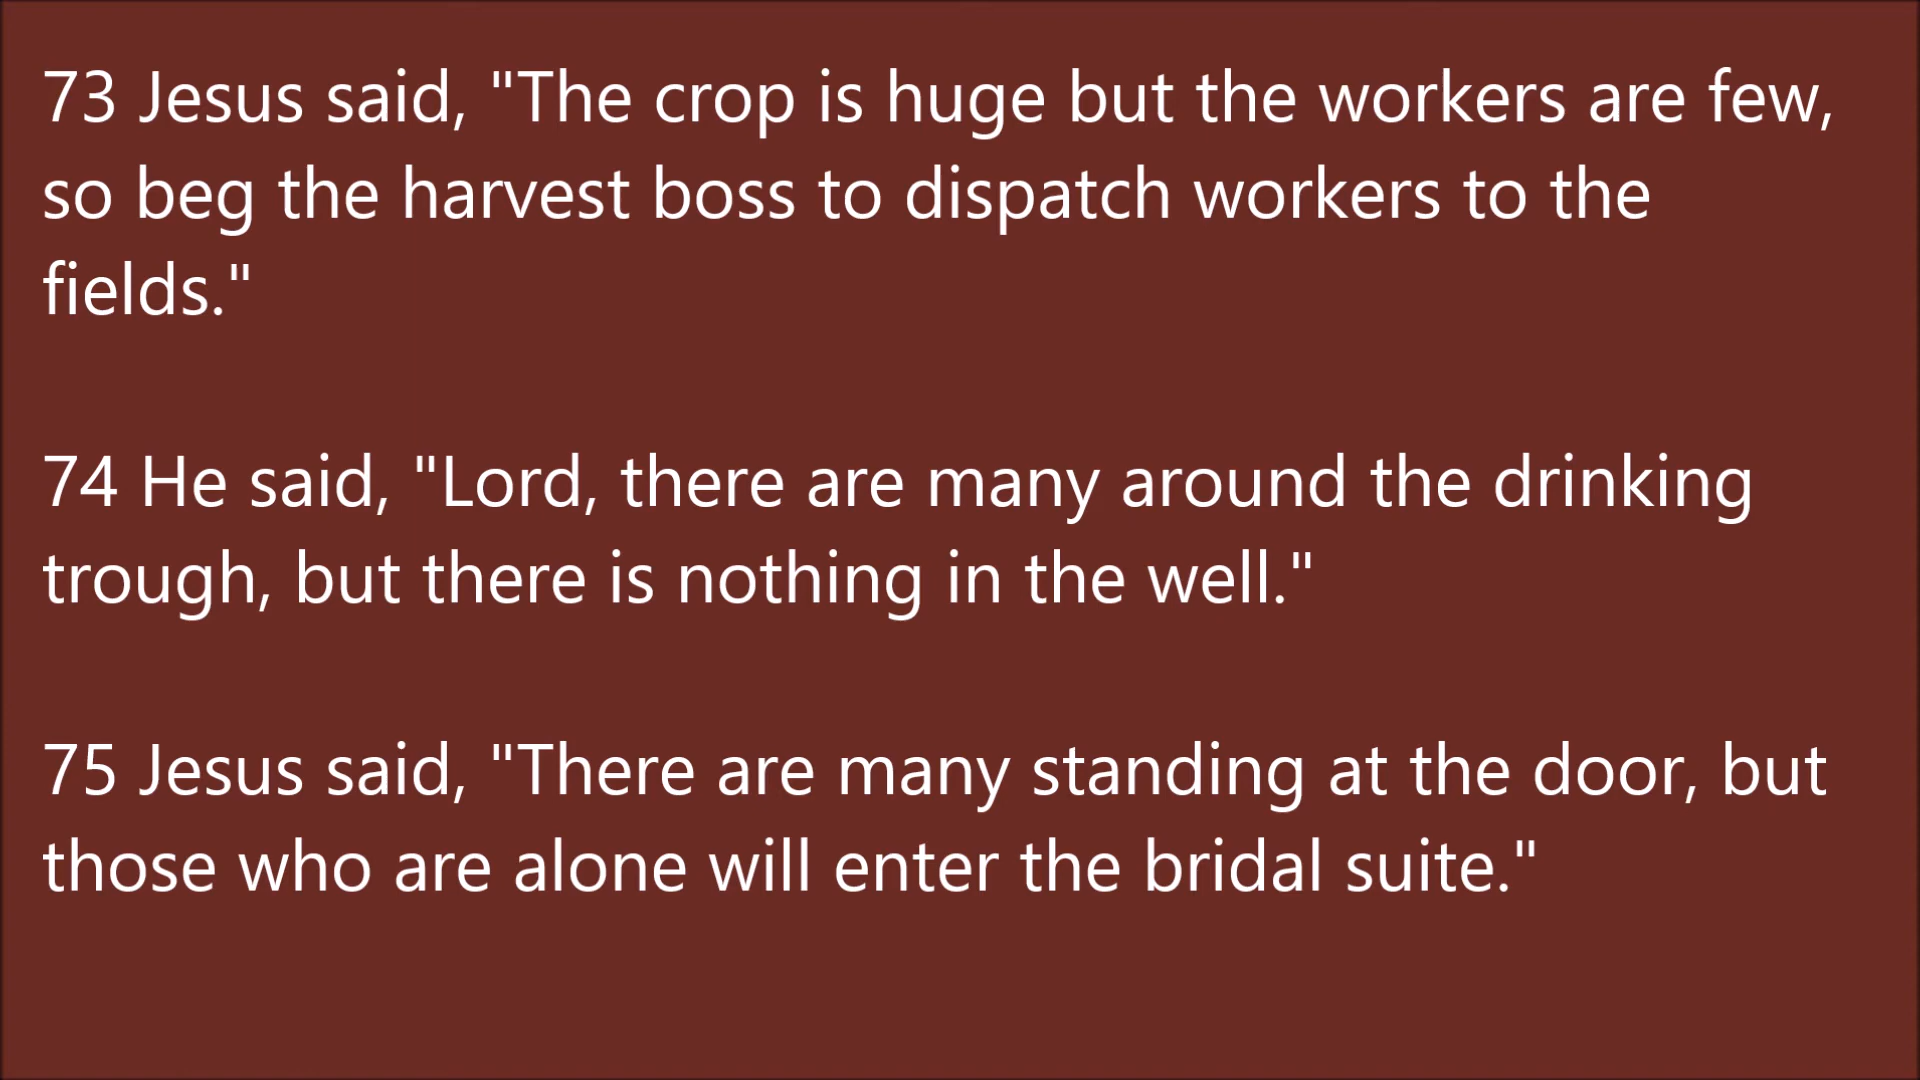 73 Jesus said, "The crop is huge but the workers are few,
so beg the harvest boss to dispatch workers to the
fields."
74 He said, "Lord, there are many around the drinking
trough, but there is nothing in the well."
75 Jesus said, "There are many standing at the door, but
those who are alone will enter the bridal suite."